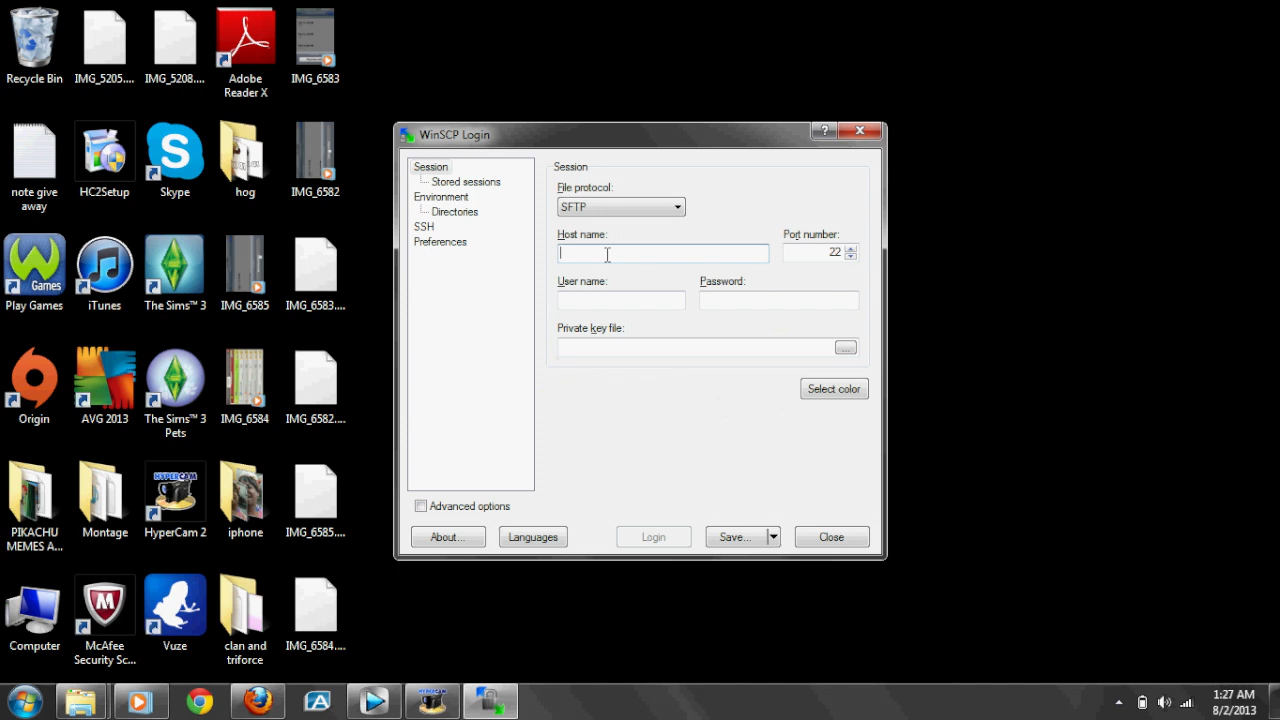 Recycle Bin
IMG_5205....
IMG_5208....
Adobe
Reader X
IMG_6583
note give
away
HC2Setup
Skype
hog
IMG_6582
Games
Play Games
iTunes
The Sims™ 3
IMG_6585
IMG_6583....
Origin
AVG 2013
The Sims™ 3
Pets
IMG_6584
IMG_6582....
PIKACHU
MEMES A...
Montage
HYPERCAM
HyperCam 2
iphone
IMG_6585....
Computer
McAfee
Security Sc...
Vuze
clan and
triforce
IMG_6584....
WinSCP Login
?
Session
Stored sessions
Environment
Directories
SSH
Preferences
Session
File protocol:
SFTP
Host name:
Port number:
22
User name:
Password:
Private key file:
...
Select color
Advanced options
About...
Languages
Login
Save...
Close
1:27 AM
8/2/2013